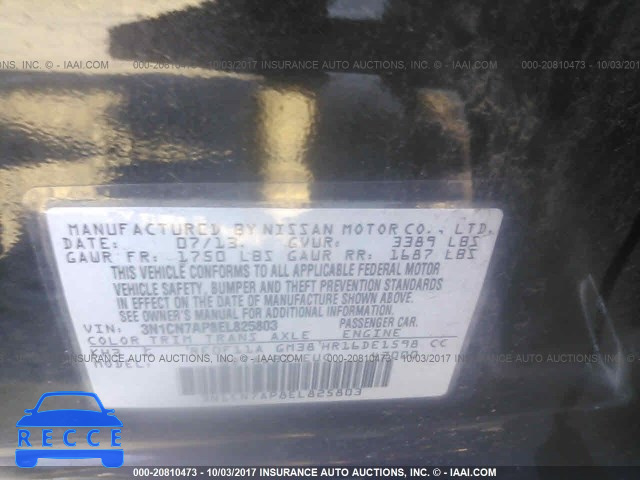 000-20810473 - 10/03/2017 INSURANCE AUTO AUCTIONS, INC. - © IAAI.COM
MANUFACTURED BY NISSAN MOTOR CO., LTD.
DATE: 07/13 GVWR: 3389 LBS
GAWR FR: 1750 LBS GAWR RR: 1687 LBS
THIS VEHICLE CONFORMS TO ALL APPLICABLE FEDERAL MOTOR
VEHICLE SAFETY, BUMPER AND THEFT PREVENTION STANDARDS
IN EFFECT ON THE DATE OF MANUFACTURE SHOWN ABOVE.
SEE OWNER'S MANUAL FOR ADDITIONAL INFORMATION.
VIN: 3N1CN7AP8EL825803 PASSENGER CAR.
COLOR TRIM TRANS AXLE ENGINE
KH3 GM38 HR16DE1598 CC
MODEL:
3N1CN7AP8EL825803
RECCE
000-20810473 - 10/03/2017 INSURANCE AUTO AUCTIONS, INC. - © IAAI.COM